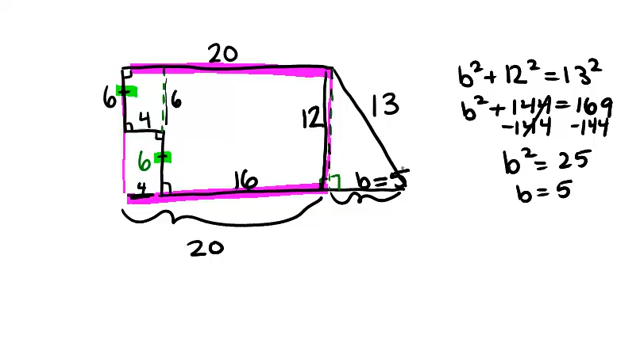 20
6
6
4
12
13
6
4
16
b=5
20
b² + 12² = 13²
b² + 144 = 169
-144 -144
b² = 25
b = 5